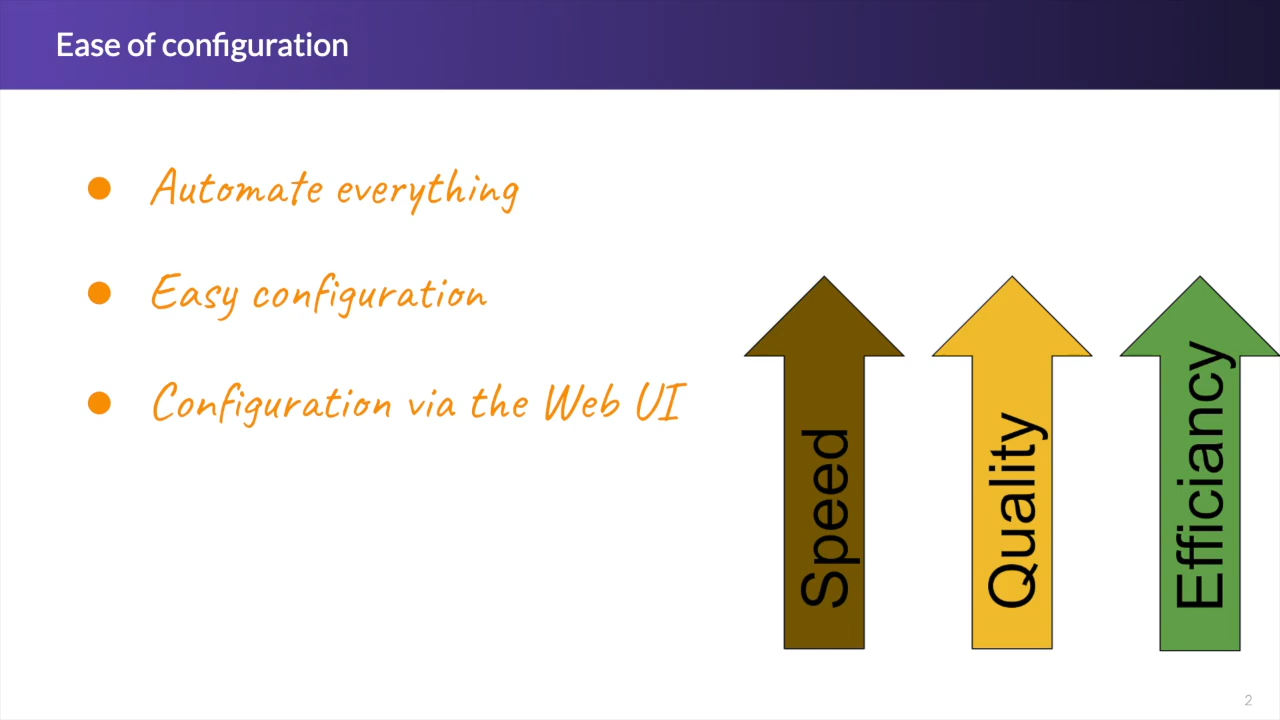 Ease of configuration
Automate everything
Easy configuration
Configuration via the Web UI
Speed
Quality
Efficiancy
2